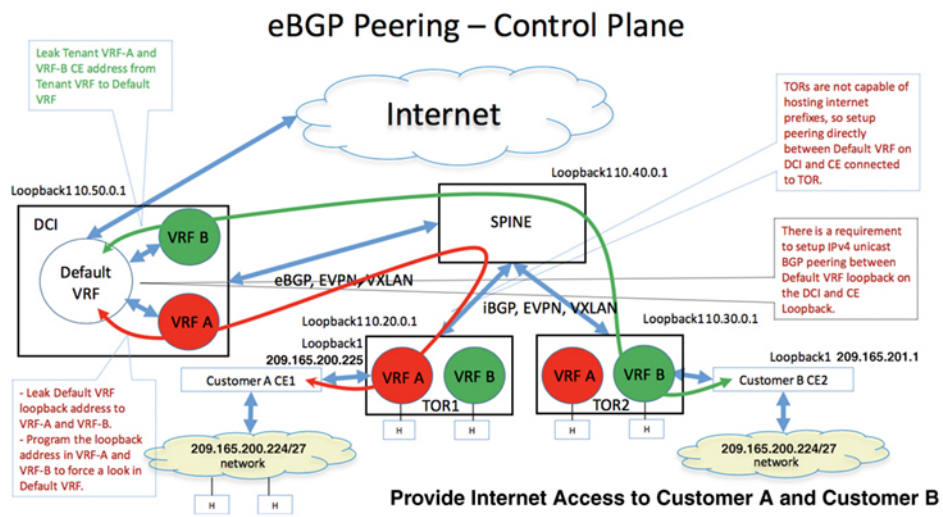 eBGP Peering – Control Plane
Leak Tenant VRF-A and
VRF-B CE address from
Tenant VRF to Default
VRF
Internet
TORs are not capable of
hosting internet
prefixes, so setup
peering directly
between Default VRF on
DCI and CE connected
to TOR.
Loopback1 10.50.0.1
Loopback1 10.40.0.1
DCI
VRF B
Default
VRF
VRF A
SPINE
There is a requirement
to setup IPv4 unicast
BGP peering between
Default VRF loopback on
the DCI and CE
Loopback.
eBGP, EVPN, VXLAN
iBGP, EVPN, VXLAN
Loopback110.20.0.1
Loopback110.30.0.1
Loopback1
209.165.200.225
Loopback1 209.165.201.1
Customer A CE1
VRF A
VRF B
TOR1
VRF A
VRF B
TOR2
Customer B CE2
H
H
H
H
- Leak Default VRF
loopback address to
VRF-A and VRF-B.
- Program the loopback
address in VRF-A and
VRF-B to force a look in
Default VRF.
209.165.200.224/27
network
209.165.200.224/27
network
H
H
Provide Internet Access to Customer A and Customer B